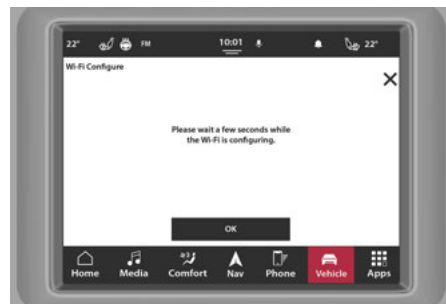 22° FM 10:01 22°
Wi-Fi Configure
Please wait a few seconds while
the Wi-Fi is configuring.
OK
Home Media Comfort Nav Phone Vehicle Apps